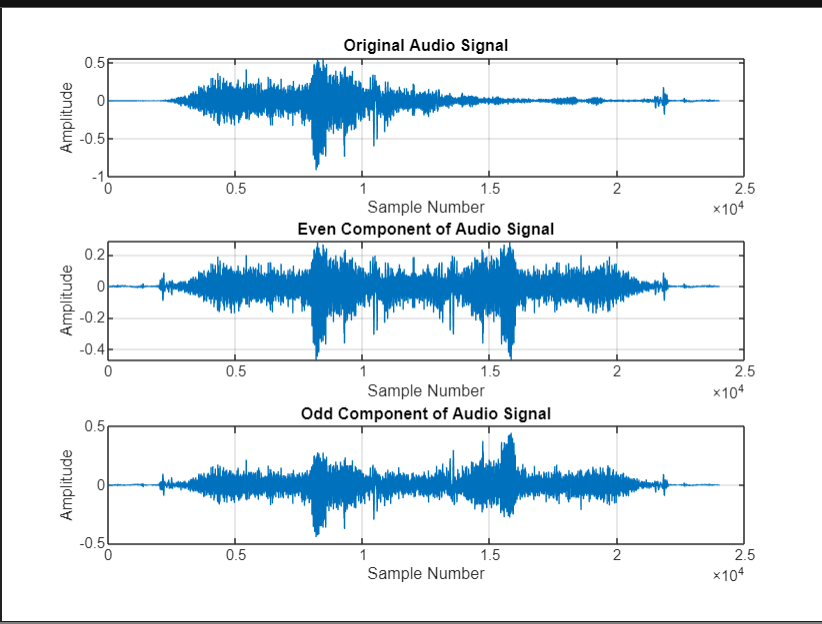 Original Audio Signal
0.5
0
-0.5
-1
Amplitude
0 0.5 1 1.5 2 2.5
Sample Number
×10⁴
Even Component of Audio Signal
0.2
0
-0.2
-0.4
Amplitude
0 0.5 1 1.5 2 2.5
Sample Number
×10⁴
Odd Component of Audio Signal
0.5
0
-0.5
Amplitude
0 0.5 1 1.5 2 2.5
Sample Number
×10⁴